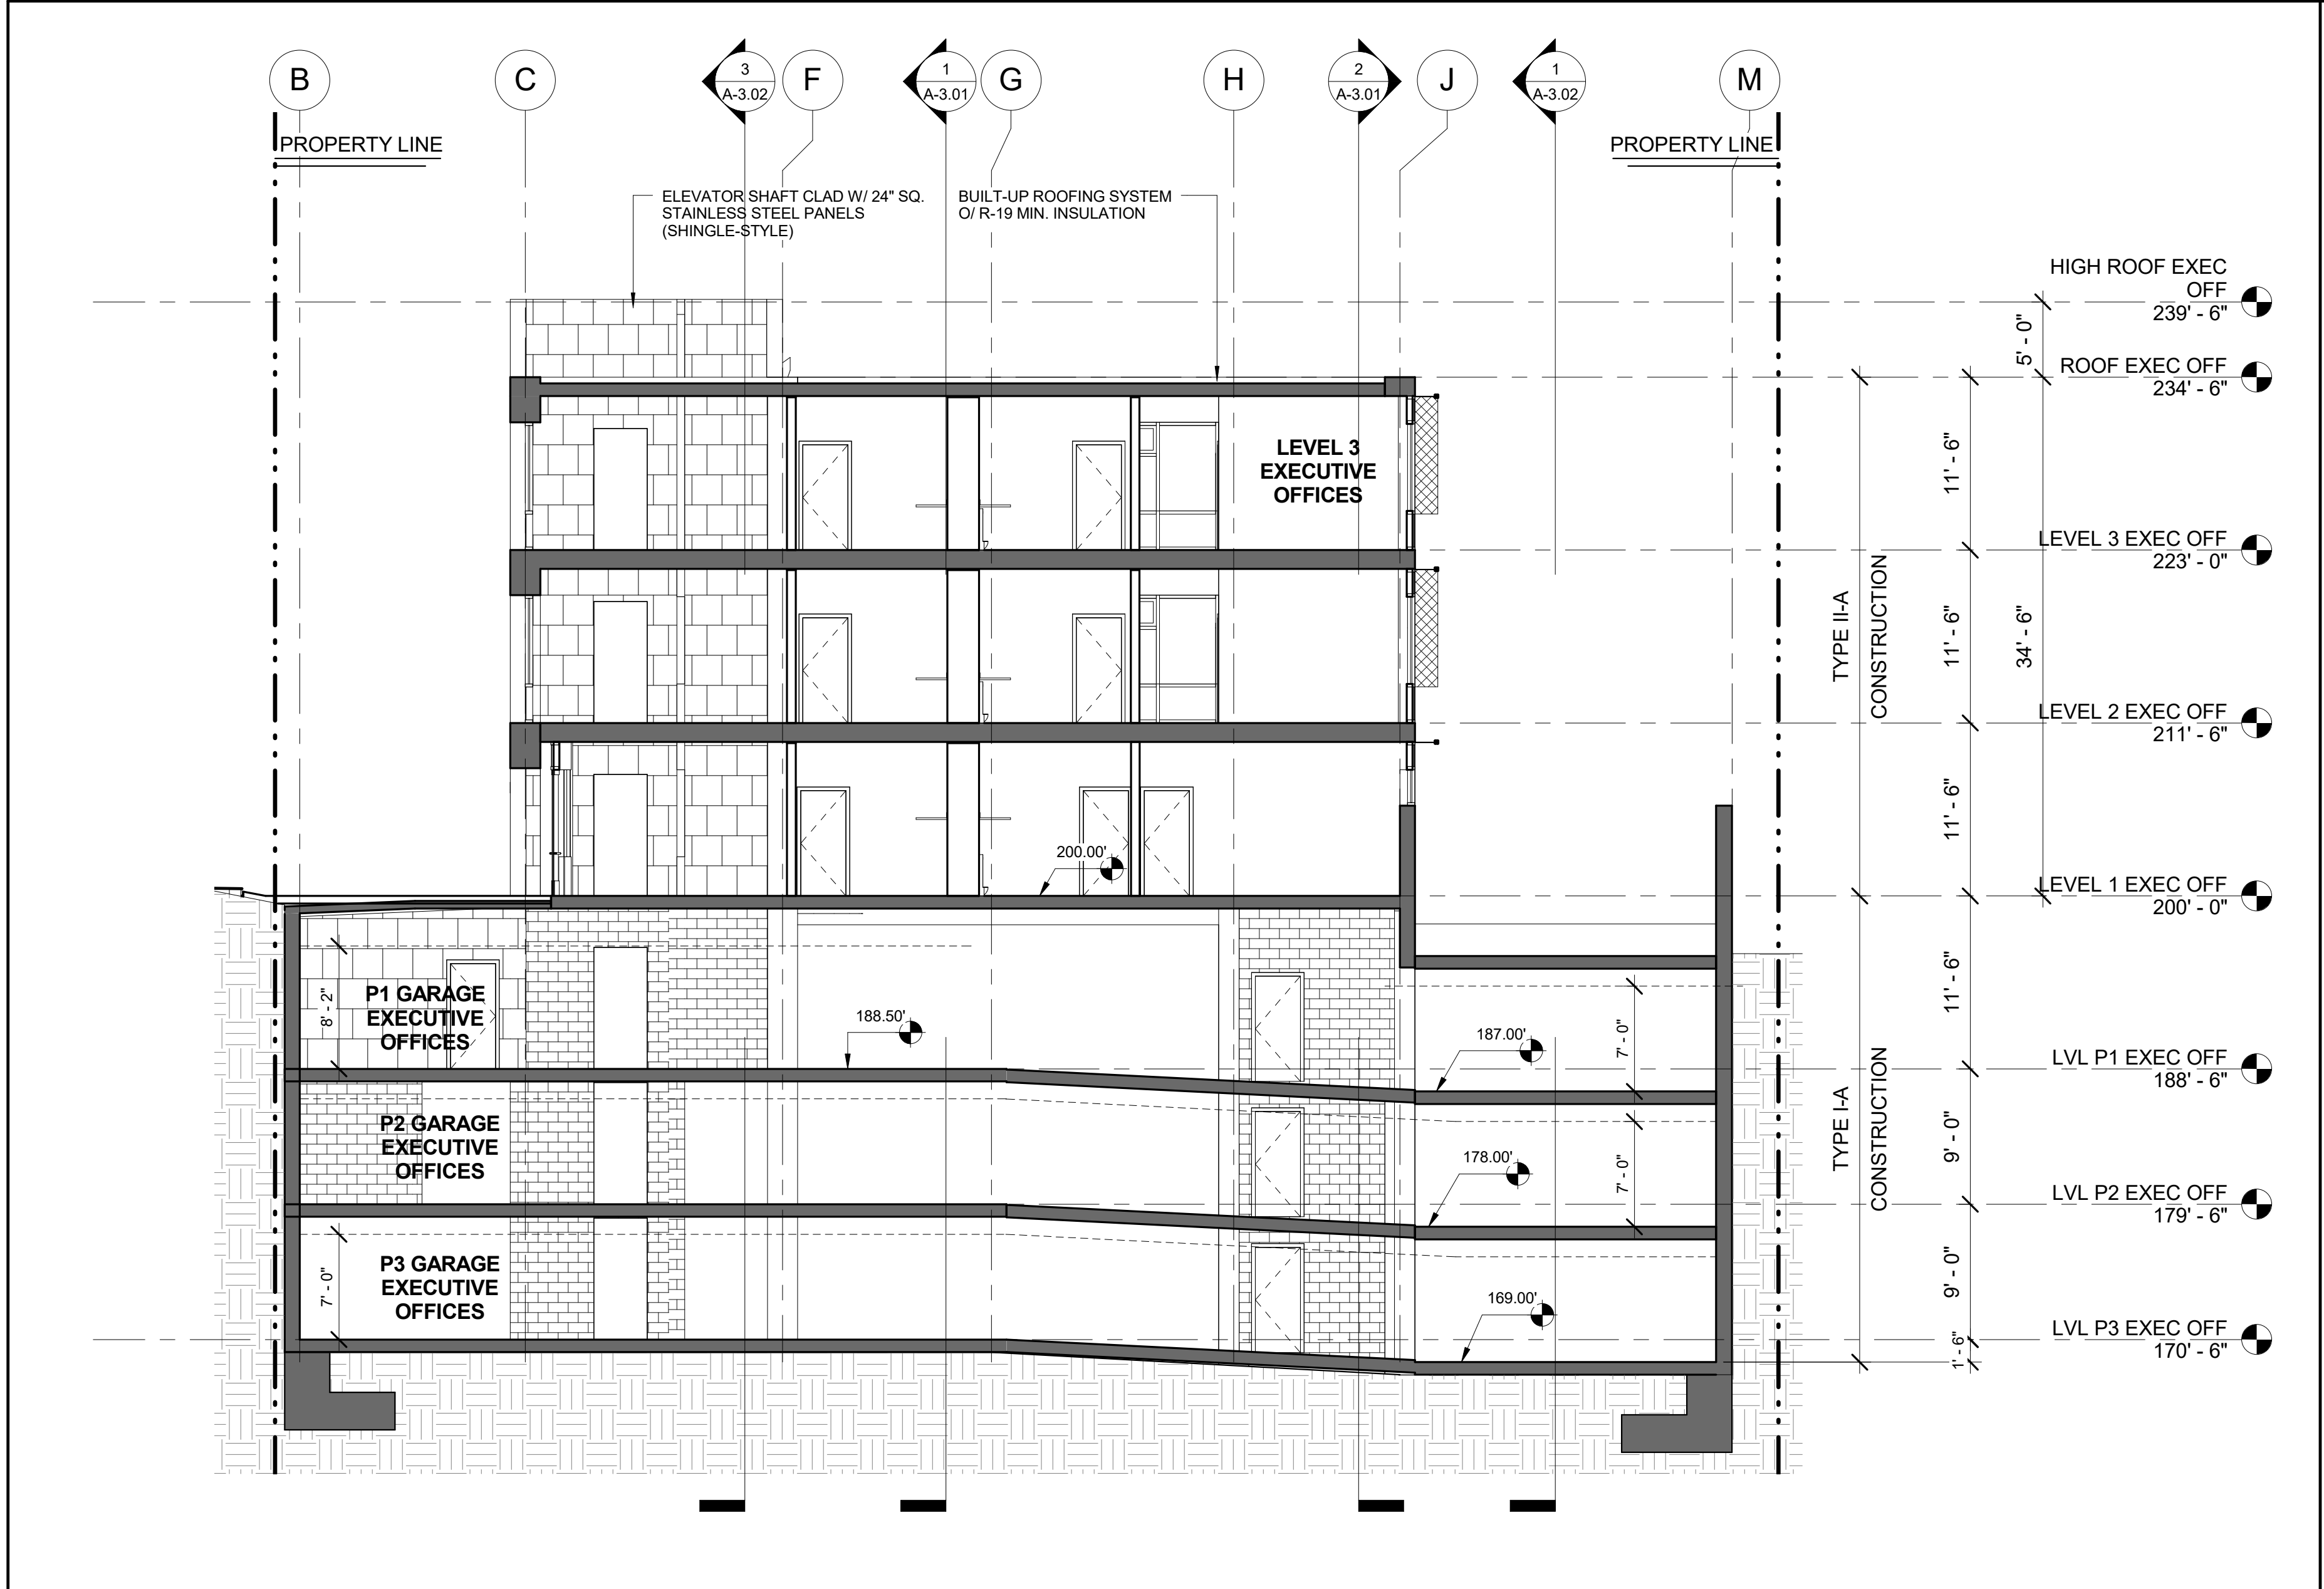 B
C
3
A-3.02
F
1
A-3.01
G
H
2
A-3.01
J
1
A-3.02
M
PROPERTY LINE
PROPERTY LINE
ELEVATOR SHAFT CLAD W/ 24" SQ.
STAINLESS STEEL PANELS
(SHINGLE-STYLE)
BUILT-UP ROOFING SYSTEM
O/ R-19 MIN. INSULATION
HIGH ROOF EXEC
OFF
239' - 6"
5' - 0"
ROOF EXEC OFF
234' - 6"
LEVEL 3
EXECUTIVE
OFFICES
11' - 6"
LEVEL 3 EXEC OFF
223' - 0"
TYPE II-A
CONSTRUCTION
11' - 6"
34' - 6"
LEVEL 2 EXEC OFF
211' - 6"
11' - 6"
200.00'
LEVEL 1 EXEC OFF
200' - 0"
8' - 2"
P1 GARAGE
EXECUTIVE
OFFICES
188.50'
187.00'
7' - 0"
11' - 6"
LVL P1 EXEC OFF
188' - 6"
TYPE I-A
CONSTRUCTION
P2 GARAGE
EXECUTIVE
OFFICES
178.00'
7' - 0"
9' - 0"
LVL P2 EXEC OFF
179' - 6"
7' - 0"
P3 GARAGE
EXECUTIVE
OFFICES
169.00'
9' - 0"
LVL P3 EXEC OFF
170' - 6"
1' - 6"